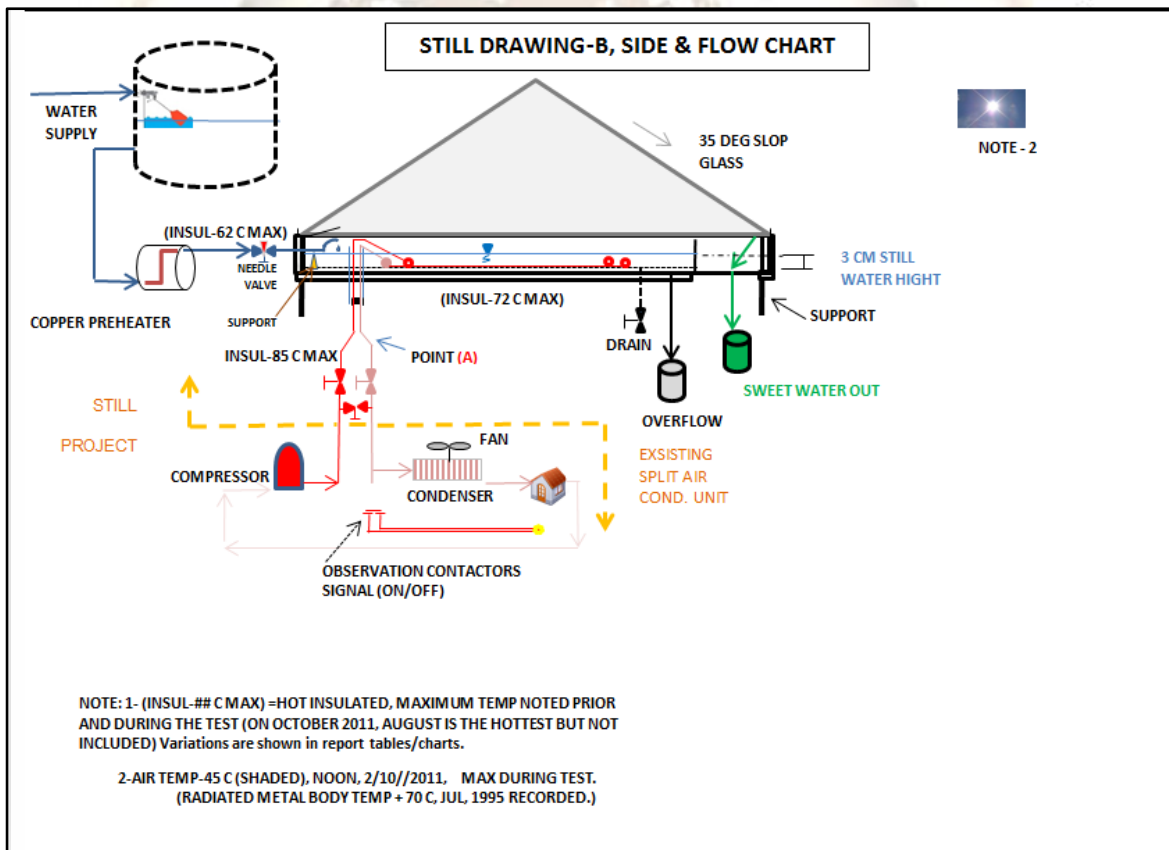 STILL DRAWING-B, SIDE & FLOW CHART
WATER
SUPPLY
35 DEG SLOP
GLASS
NOTE - 2
(INSUL-62 C MAX)
NEEDLE
VALVE
3 CM STILL
WATER HIGHT
COPPER PREHEATER
SUPPORT
(INSUL-72 C MAX)
SUPPORT
INSUL-85 C MAX
POINT (A)
DRAIN
SWEET WATER OUT
OVERFLOW
STILL
PROJECT
COMPRESSOR
FAN
CONDENSER
EXSISTING
SPLIT AIR
COND. UNIT
OBSERVATION CONTACTORS
SIGNAL (ON/OFF)
NOTE: 1- (INSUL-## C MAX) =HOT INSULATED, MAXIMUM TEMP NOTED PRIOR
AND DURING THE TEST (ON OCTOBER 2011, AUGUST IS THE HOTTEST BUT NOT
INCLUDED) Variations are shown in report tables/charts.
2-AIR TEMP-45 C (SHADED), NOON, 2/10//2011, MAX DURING TEST.
(RADIATED METAL BODY TEMP + 70 C, JUL, 1995 RECORDED.)